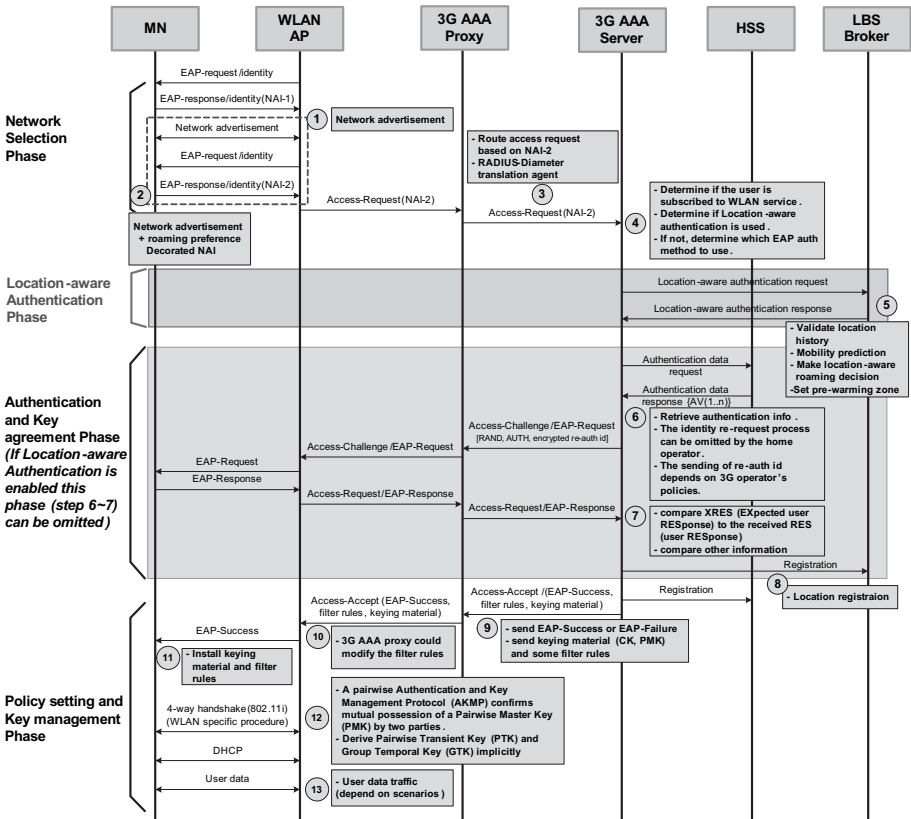 MN
WLAN
AP
3G AAA
Proxy
3G AAA
Server
HSS
LBS
Broker
Network
Selection
Phase
EAP-request/identity
EAP-response/identity(NAI-1)
1
Network advertisement
Network advertisement
EAP-request/identity
EAP-response/identity(NAI-2)
2
Network advertisement
+ roaming preference
Decorated NAI
- Route access request
based on NAI-2
- RADIUS-Diameter
translation agent
3
Access-Request(NAI-2)
Access-Request(NAI-2)
4
- Determine if the user is
subscribed to WLAN service.
- Determine if Location-aware
authentication is used.
- If not, determine which EAP auth
method to use.
Location-aware
Authentication
Phase
Location-aware authentication request
Location-aware authentication response
5
- Validate location
history
- Mobility prediction
- Make location-aware
roaming decision
-Set pre-warming zone
Authentication
and Key
agreement Phase
(If Location-aware
Authentication is
enabled this
phase (step 6~7)
can be omitted)
Authentication data
request
Authentication data
response {AV(1..n)}
6
- Retrieve authentication info.
- The identity re-request process
can be omitted by the home
operator.
- The sending of re-auth id
depends on 3G operator's
policies.
Access-Challenge/EAP-Request
[RAND, AUTH, encrypted re-auth id]
Access-Challenge/EAP-Request
EAP-Request
EAP-Response
Access-Request/EAP-Response
Access-Request/EAP-Response
7
- compare XRES (EXpected user
RESponse) to the received RES
(user RESponse)
- compare other information
Registration
Registration
8
- Location registraion
Policy setting and
Key management
Phase
Access-Accept/(EAP-Success,
filter rules, keying material)
Access-Accept (EAP-Success,
filter rules, keying material)
9
- send EAP-Success or EAP-Failure
- send keying material (CK, PMK)
and some filter rules
EAP-Success
10
- 3G AAA proxy could
modify the filter rules
11
- Install keying
material and filter
rules
4-way handshake(802.11i)
(WLAN specific procedure)
12
- A pairwise Authentication and Key
Management Protocol (AKMP) confirms
mutual possession of a Pairwise Master Key
(PMK) by two parties.
- Derive Pairwise Transient Key (PTK) and
Group Temporal Key (GTK) implicitly
DHCP
User data
13
- User data traffic
(depend on scenarios)